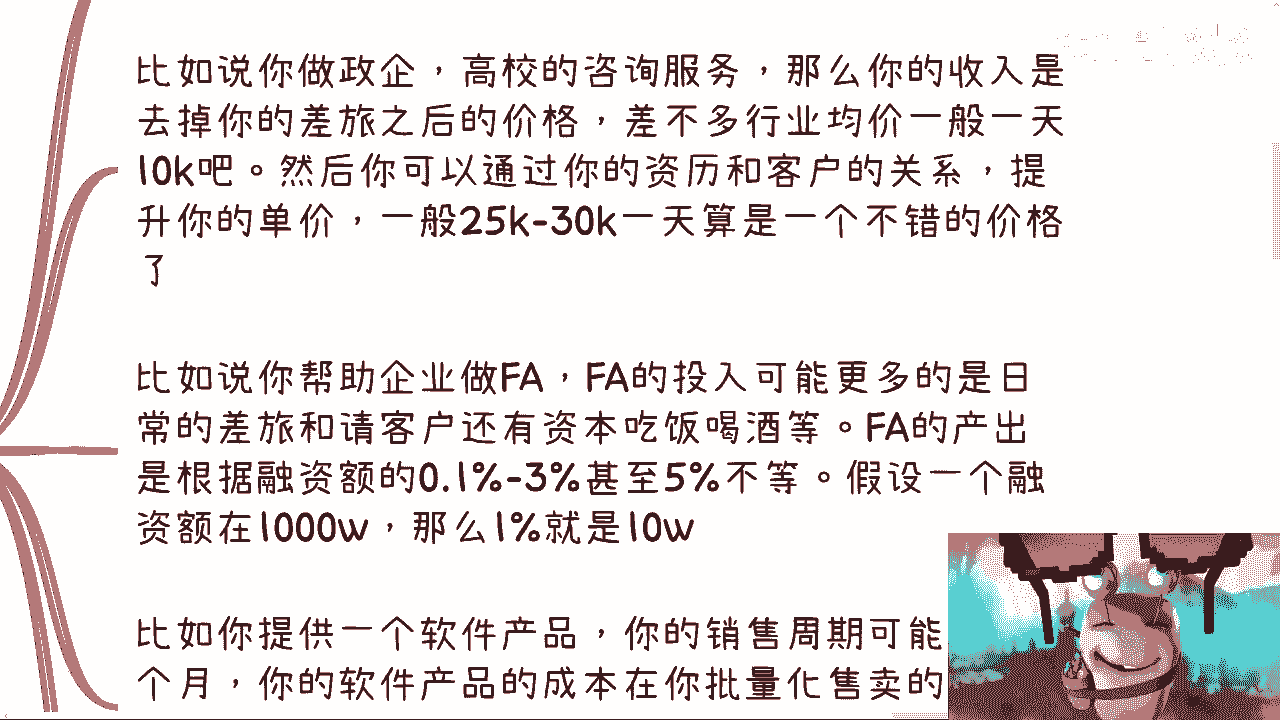 比如说你做政企，高校的咨询服务，那么你的收入是
去掉你的差旅之后的价格，差不多行业均价一般一天
10k吧。然后你可以通过你的资历和客户的关系，提
升你的单价，一般25k-30k一天算是一个不错的价格
了
比如说你帮助企业做FA，FA的投入可能更多的是日
常的差旅和请客户还有资本吃饭喝酒等。FA的产出
是根据融资额的0.1%-3%甚至5%不等。假设一个融
资额在1000w，那么1%就是10w
比如你提供一个软件产品，你的销售周期可能
个月，你的软件产品的成本在你批量化售卖的